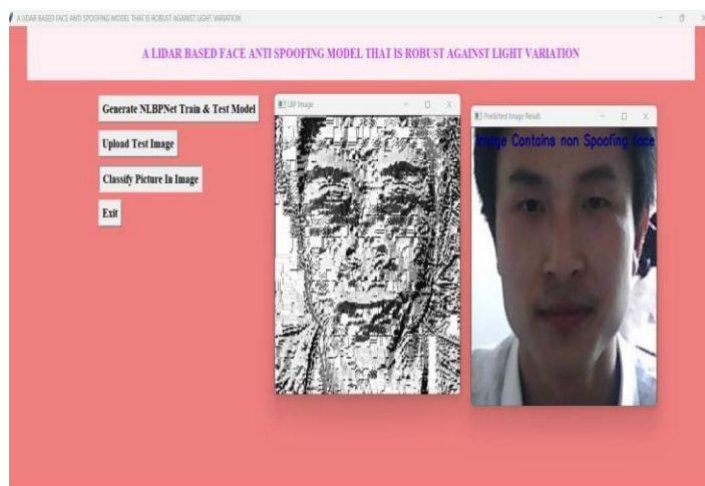 A LIDAR BASED FACE ANTI SPOOFING MODEL THAT IS ROBUST AGAINST LIGHT VARIATION
A LIDAR BASED FACE ANTI SPOOFING MODEL THAT IS ROBUST AGAINST LIGHT VARIATION
Generate NLBPNet Train & Test Model
Upload Test Image
Classify Picture In Image
Exit
LBP Image
Predicted Image Result
Image Contains non Spoofing face